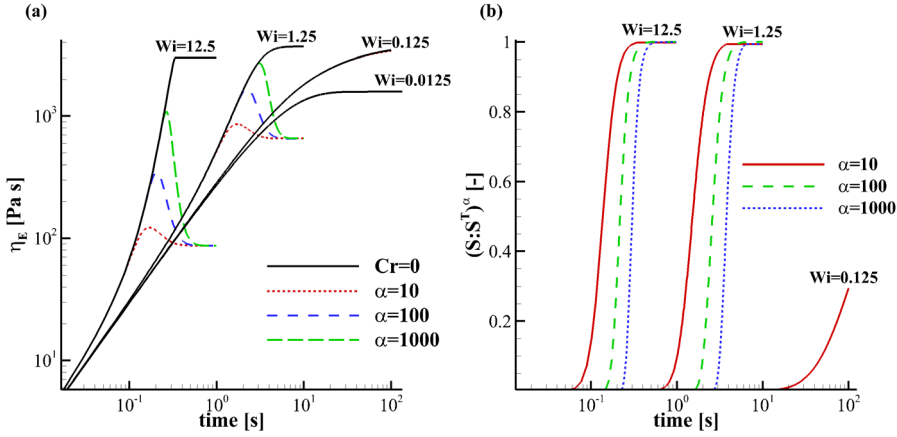 (a)
Wi=12.5
Wi=1.25
Wi=0.125
Wi=0.0125
10³
10²
10¹
η_E [Pa s]
Cr=0
α=10
α=100
α=1000
10⁻¹
10⁰
10¹
10²
time [s]
(b)
Wi=12.5
Wi=1.25
1
0.8
0.6
0.4
0.2
(S:Sᵀ)^α [-]
α=10
α=100
α=1000
Wi=0.125
10⁻¹
10⁰
10¹
10²
time [s]